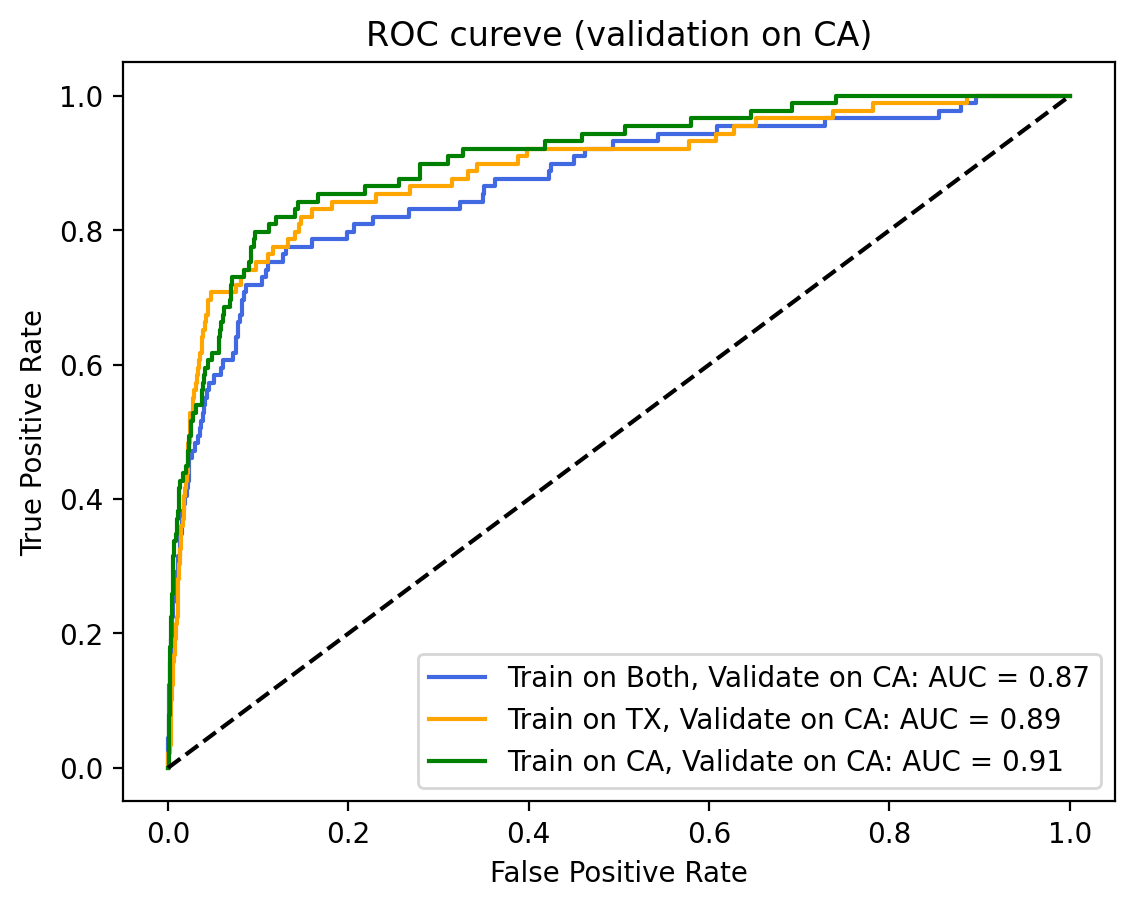 ROC cureve (validation on CA)
True Positive Rate
1.0
0.8
0.6
0.4
0.2
0.0
Train on Both, Validate on CA: AUC = 0.87
Train on TX, Validate on CA: AUC = 0.89
Train on CA, Validate on CA: AUC = 0.91
0.0 0.2 0.4 0.6 0.8 1.0
False Positive Rate